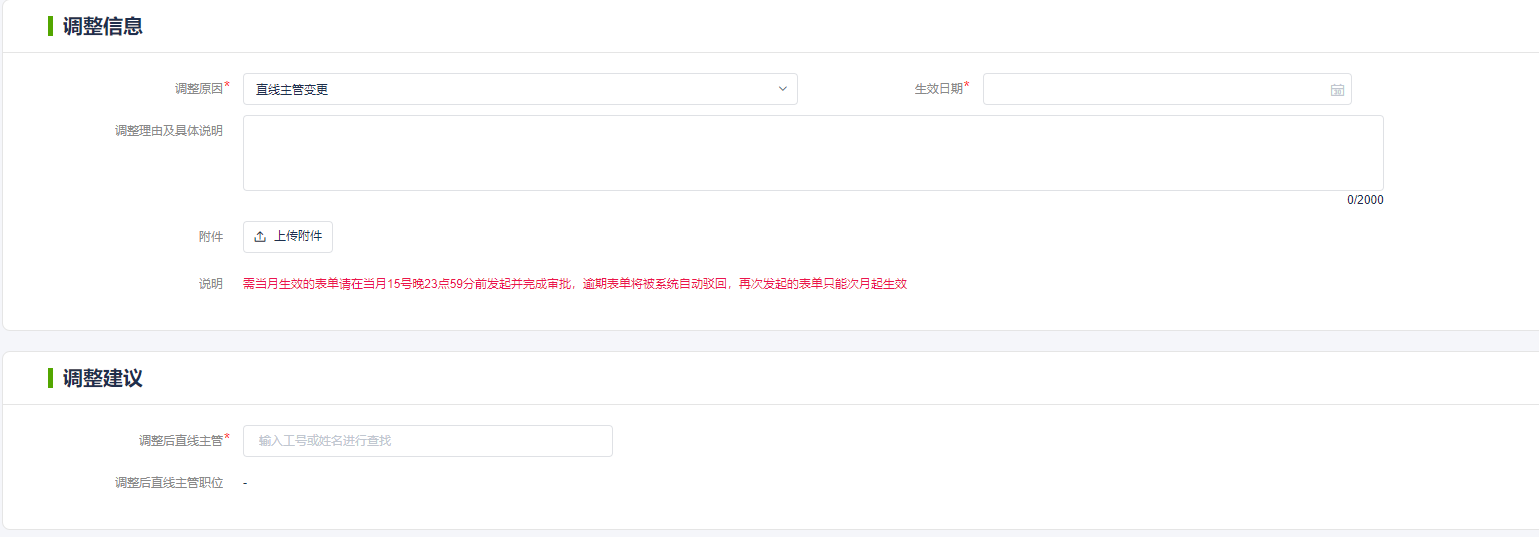 调整信息
调整原因* 直线主管变更 生效日期*
调整理由及具体说明
0/2000
附件 上传附件
说明 需当月生效的表单请在当月15号晚23点59分前发起并完成审批，逾期表单将被系统自动驳回，再次发起的表单只能次月起生效
调整建议
调整后直线主管* 输入工号或姓名进行查找
调整后直线主管职位 -